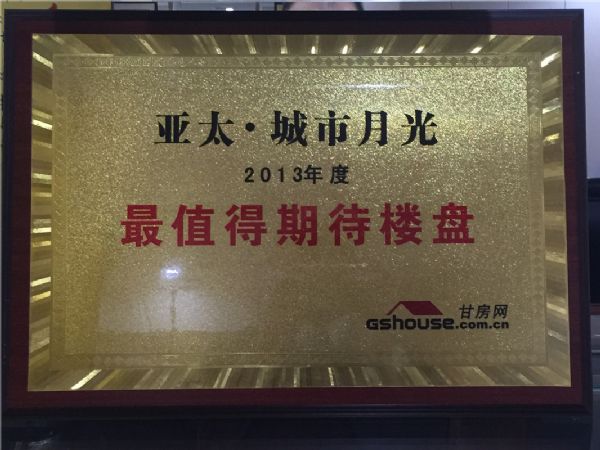 亚太·城市月光
2013年度
最值得期待楼盘
甘房网
GSHOUSE.com.cn